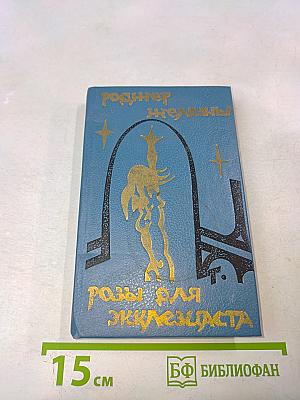 Роджер
Желязны
розы для
экклезиаста
15 см
БФ БИБЛИОФАН